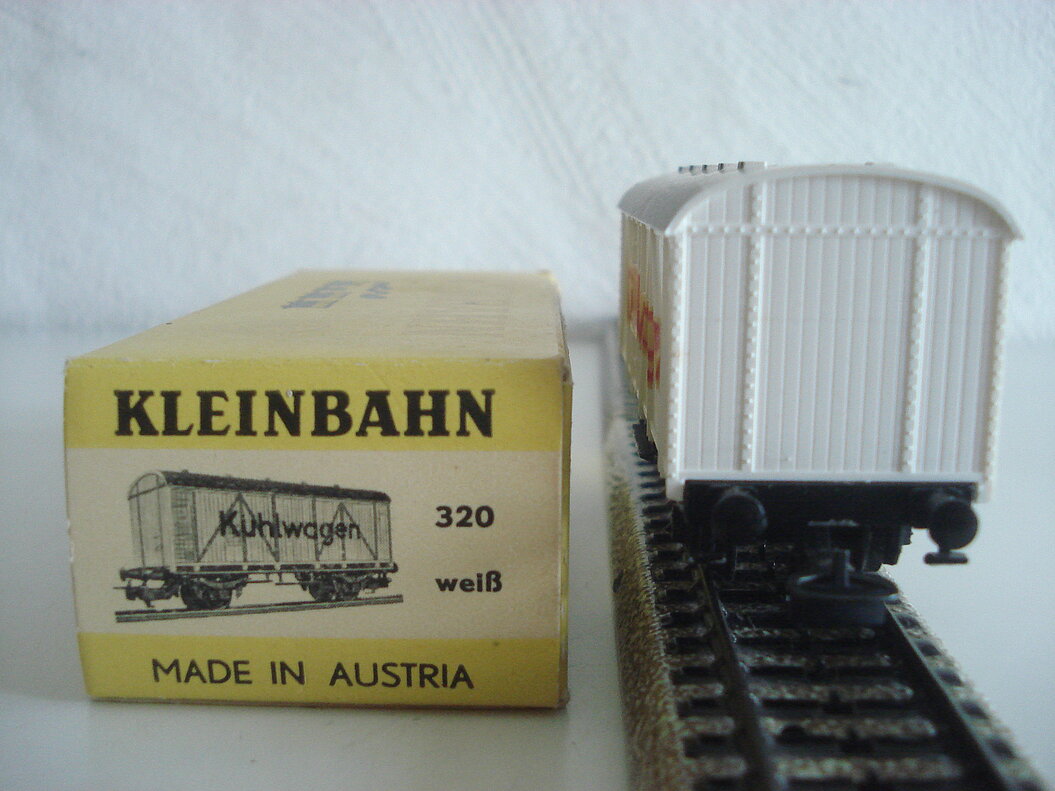 KLEINBAHN
Kühlwagen
320
weiß
MADE IN AUSTRIA